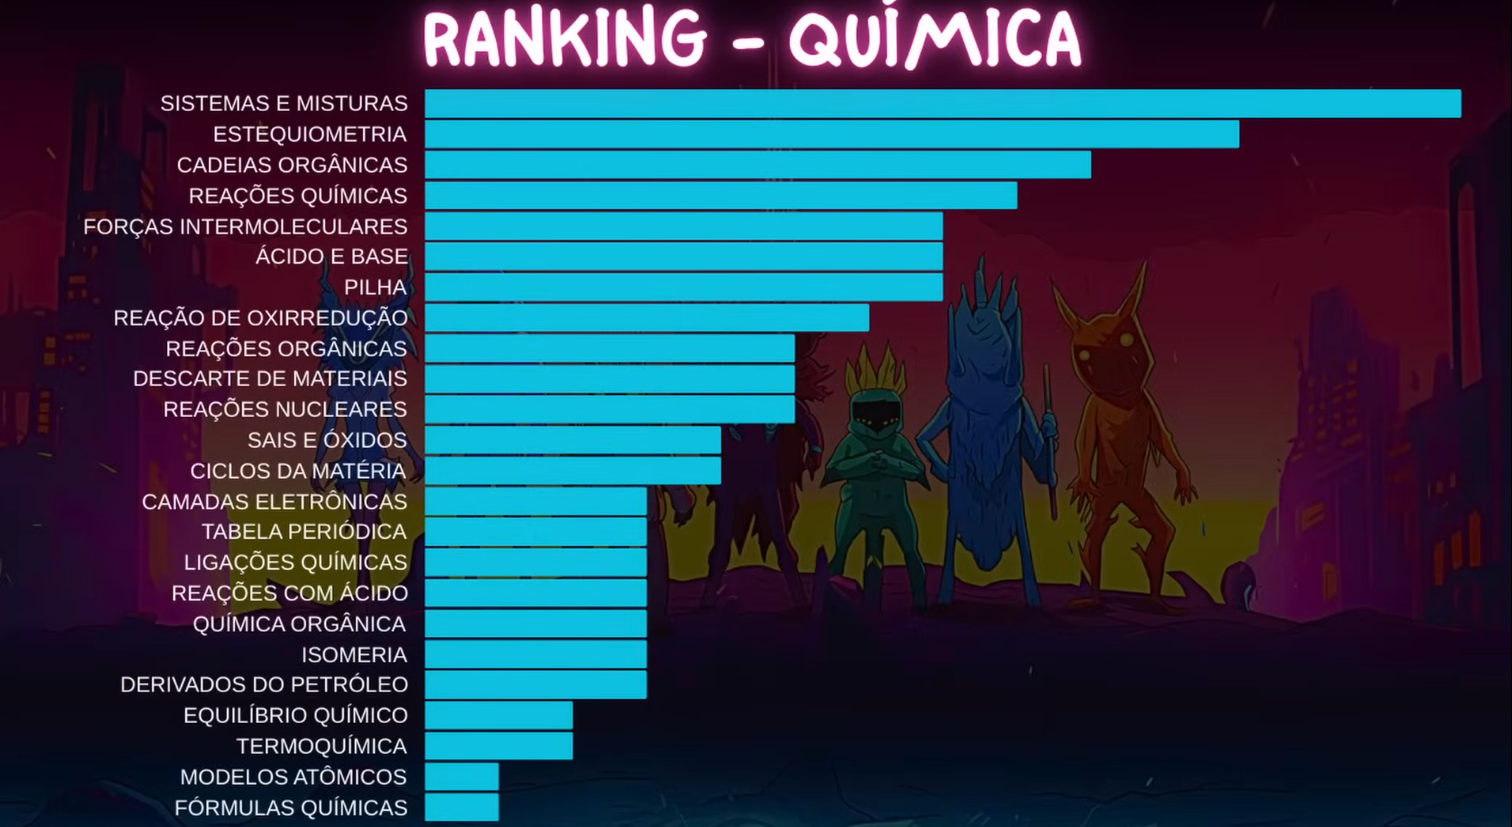 RANKING - QUÍMICA
SISTEMAS E MISTURAS
ESTEQUIOMETRIA
CADEIAS ORGÂNICAS
REAÇÕES QUÍMICAS
FORÇAS INTERMOLECULARES
ÁCIDO E BASE
PILHA
REAÇÃO DE OXIRREDUÇÃO
REAÇÕES ORGÂNICAS
DESCARTE DE MATERIAIS
REAÇÕES NUCLEARES
SAIS E ÓXIDOS
CICLOS DA MATÉRIA
CAMADAS ELETRÔNICAS
TABELA PERIÓDICA
LIGAÇÕES QUÍMICAS
REAÇÕES COM ÁCIDO
QUÍMICA ORGÂNICA
ISOMERIA
DERIVADOS DO PETRÓLEO
EQUILÍBRIO QUÍMICO
TERMOQUÍMICA
MODELOS ATÔMICOS
FÓRMULAS QUÍMICAS